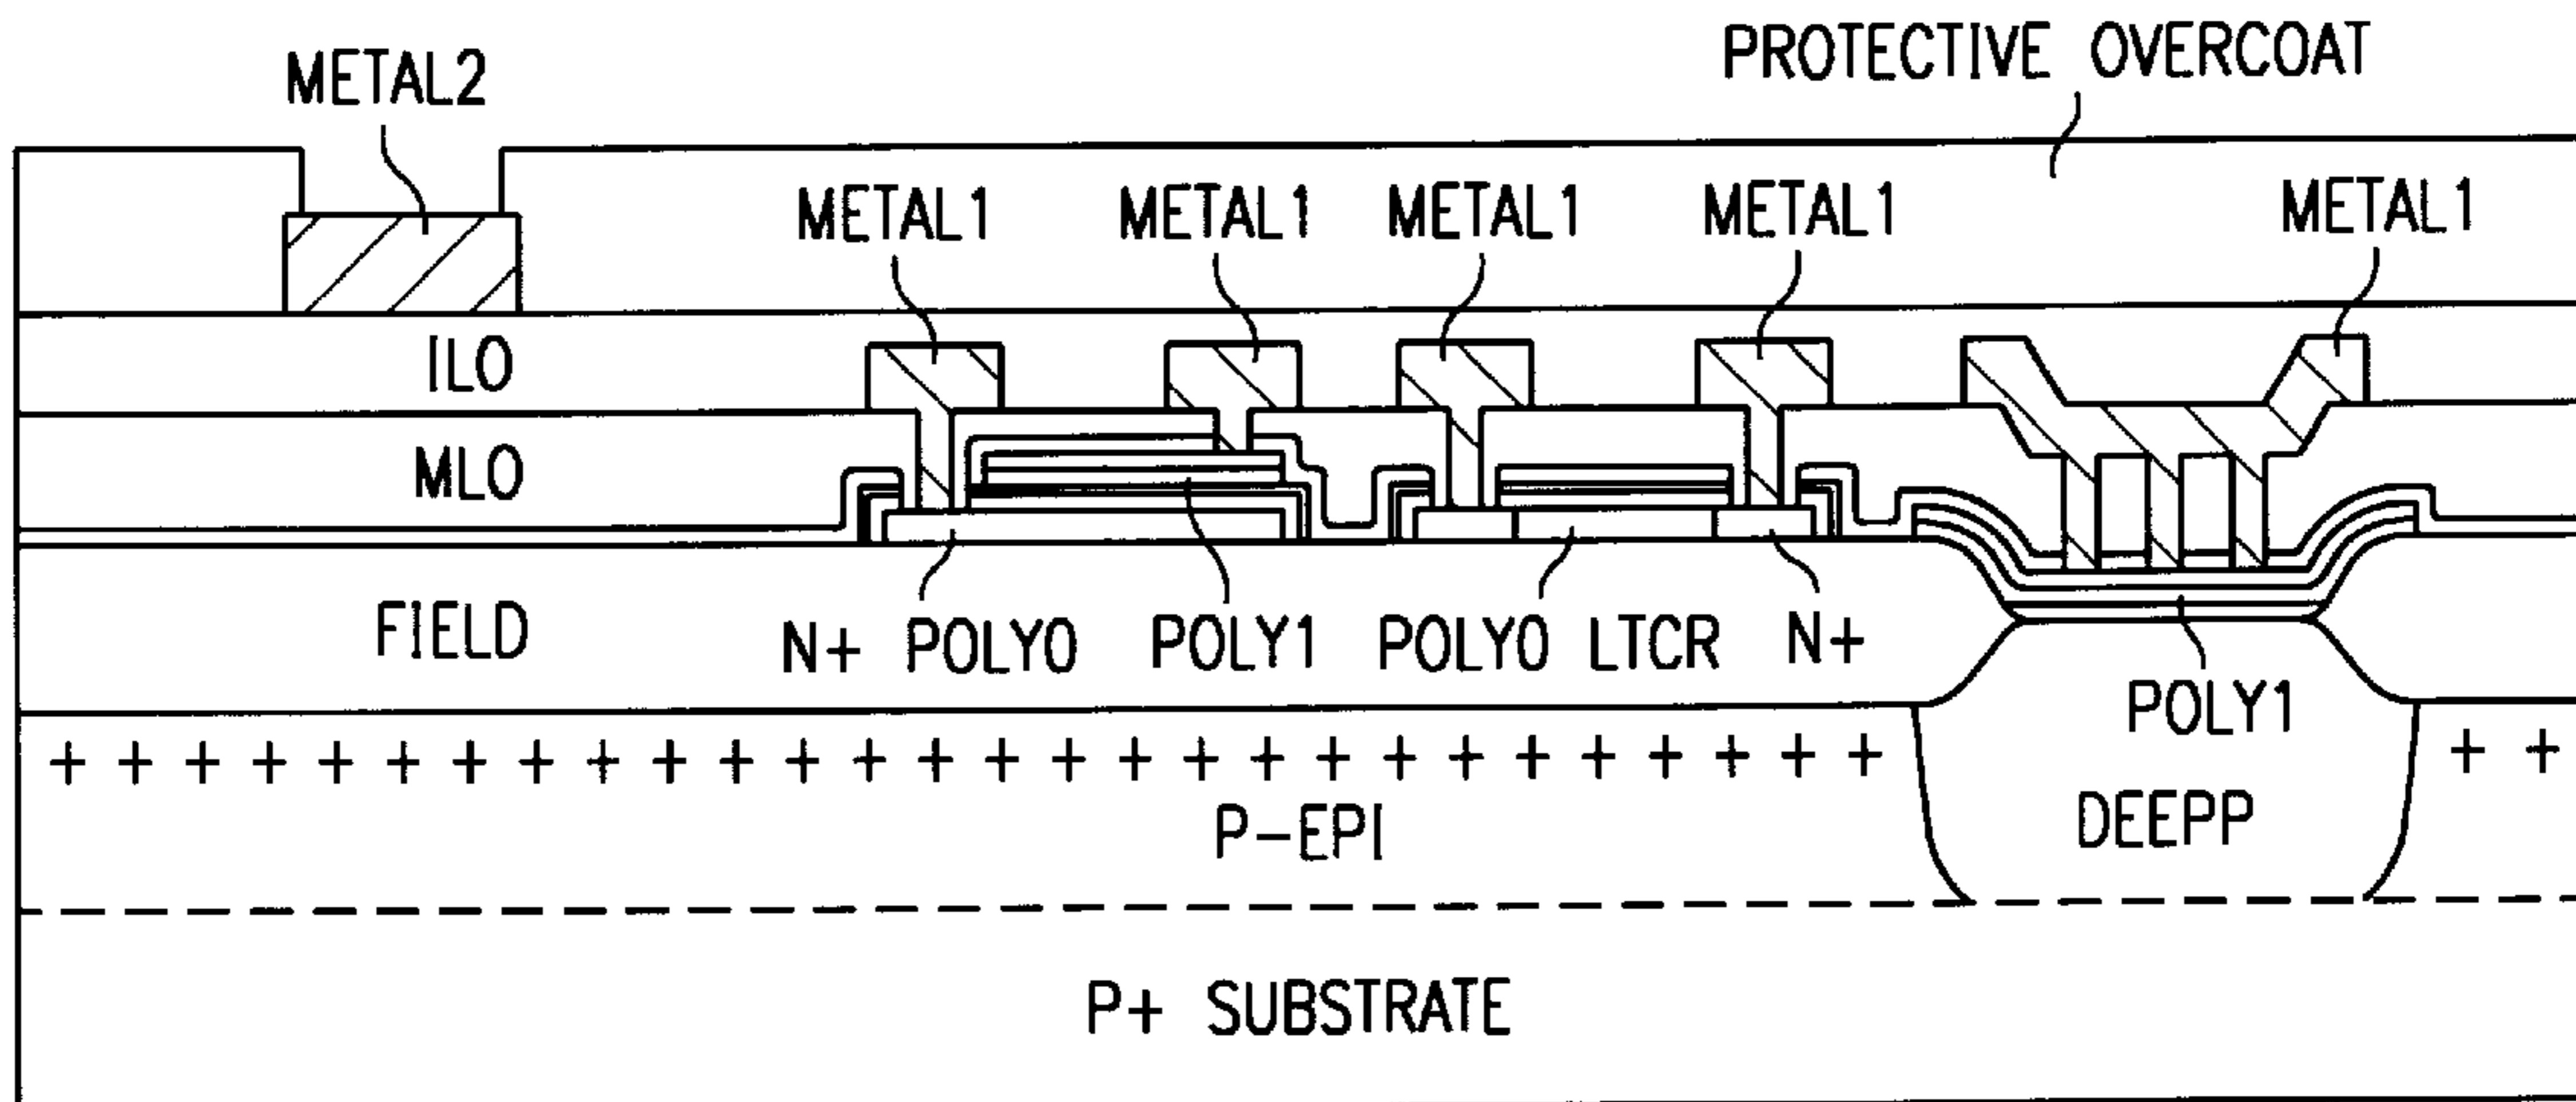 PROTECTIVE OVERCOAT
METAL2
METAL1 METAL1 METAL1 METAL1 METAL1
ILO
MLO
FIELD N+ POLY0 POLY1 POLY0 LTCR N+
POLY1
+ + + + + + + + + + + + + + + + + + + + + + + + + + + + + +
P-EPI DEEPP
P+ SUBSTRATE